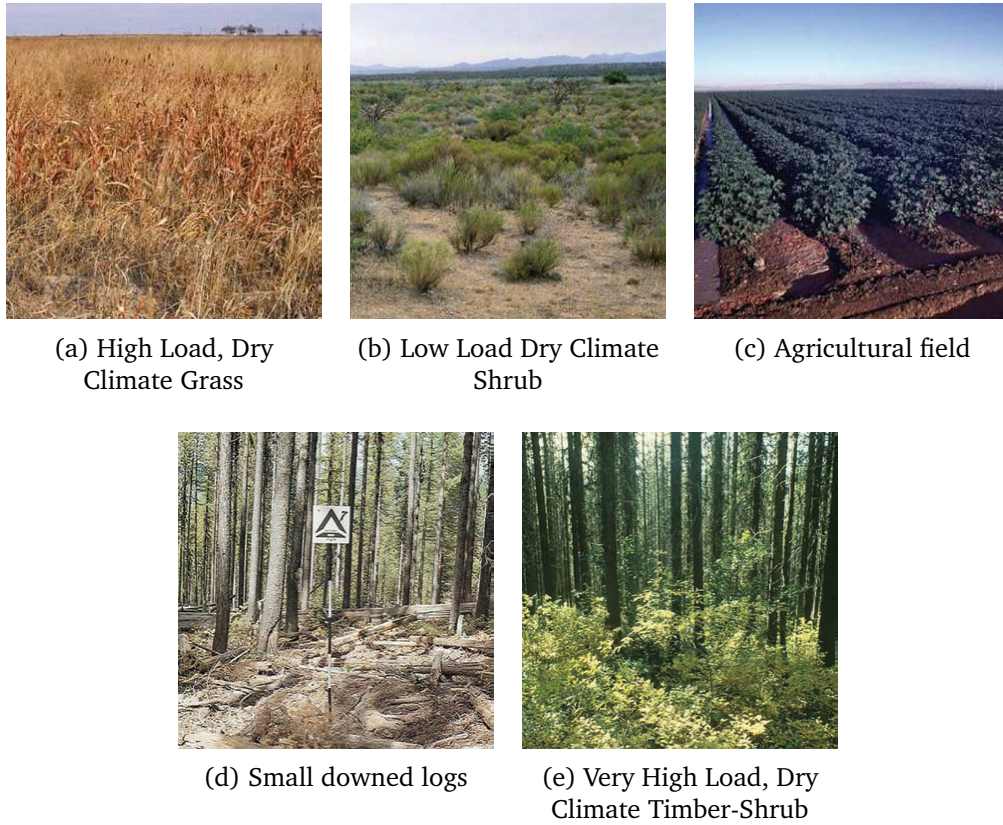 (a) High Load, Dry
Climate Grass
(b) Low Load Dry Climate
Shrub
(c) Agricultural field
(d) Small downed logs
(e) Very High Load, Dry
Climate Timber-Shrub